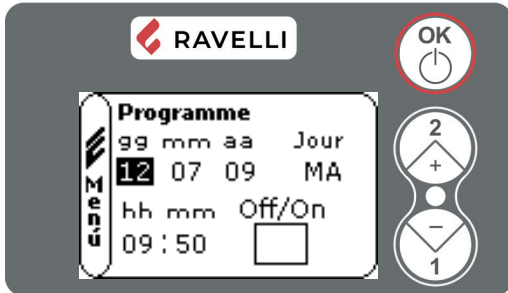 RAVELLI
OK
Programme
gg mm aa Jour
12 07 09 MA
hh mm Off/On
09:50
Menú
2
+
−
1